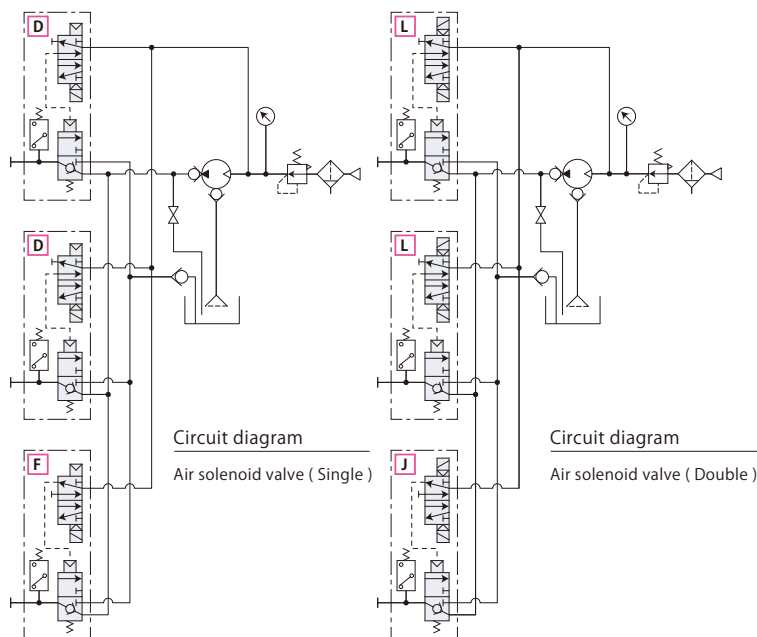 D
D
F
Circuit diagram
Air solenoid valve ( Single )
L
L
J
Circuit diagram
Air solenoid valve ( Double )